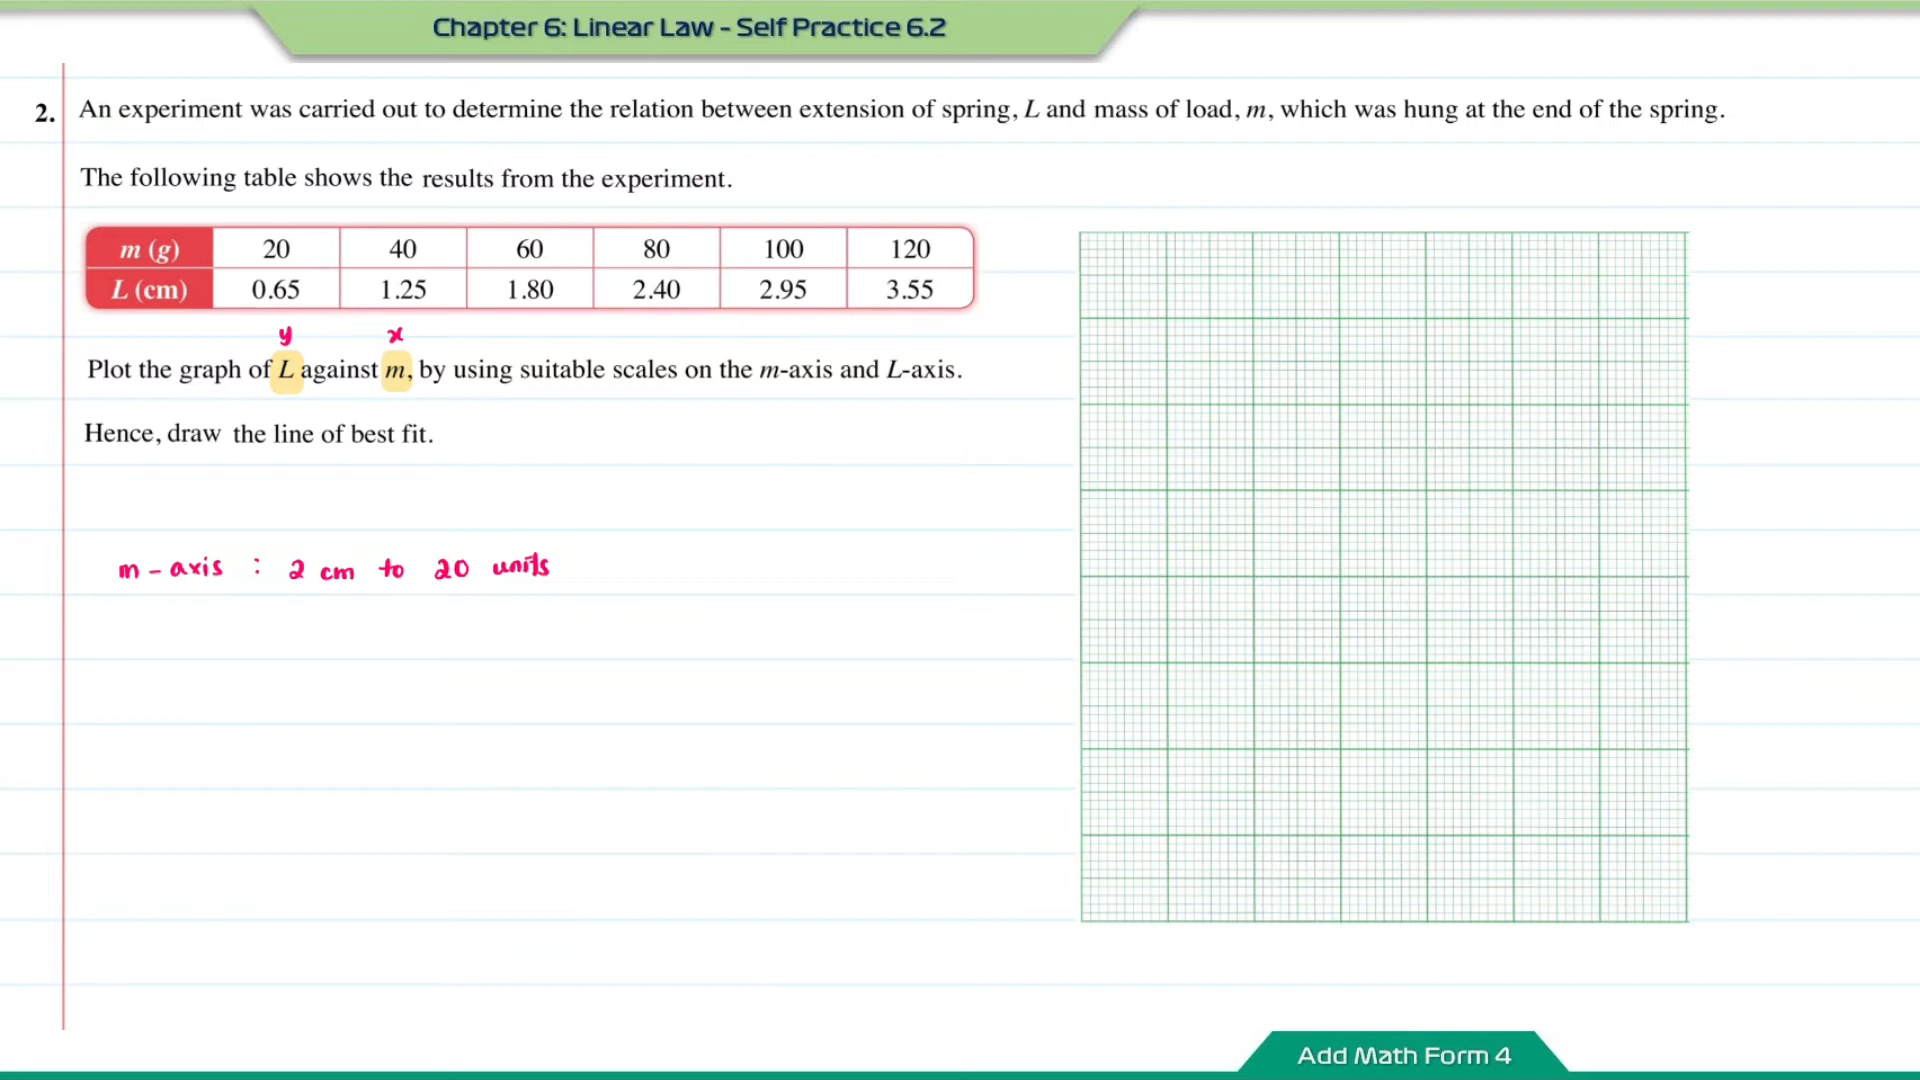 Chapter 6: Linear Law - Self Practice 6.2
2. An experiment was carried out to determine the relation between extension of spring, L and mass of load, m, which was hung at the end of the spring.
The following table shows the results from the experiment.
m (g) 20 40 60 80 100 120
L (cm) 0.65 1.25 1.80 2.40 2.95 3.55
y x
Plot the graph of L against m, by using suitable scales on the m-axis and L-axis.
Hence, draw the line of best fit.
m - axis : 2 cm to 20 units
Add Math Form 4